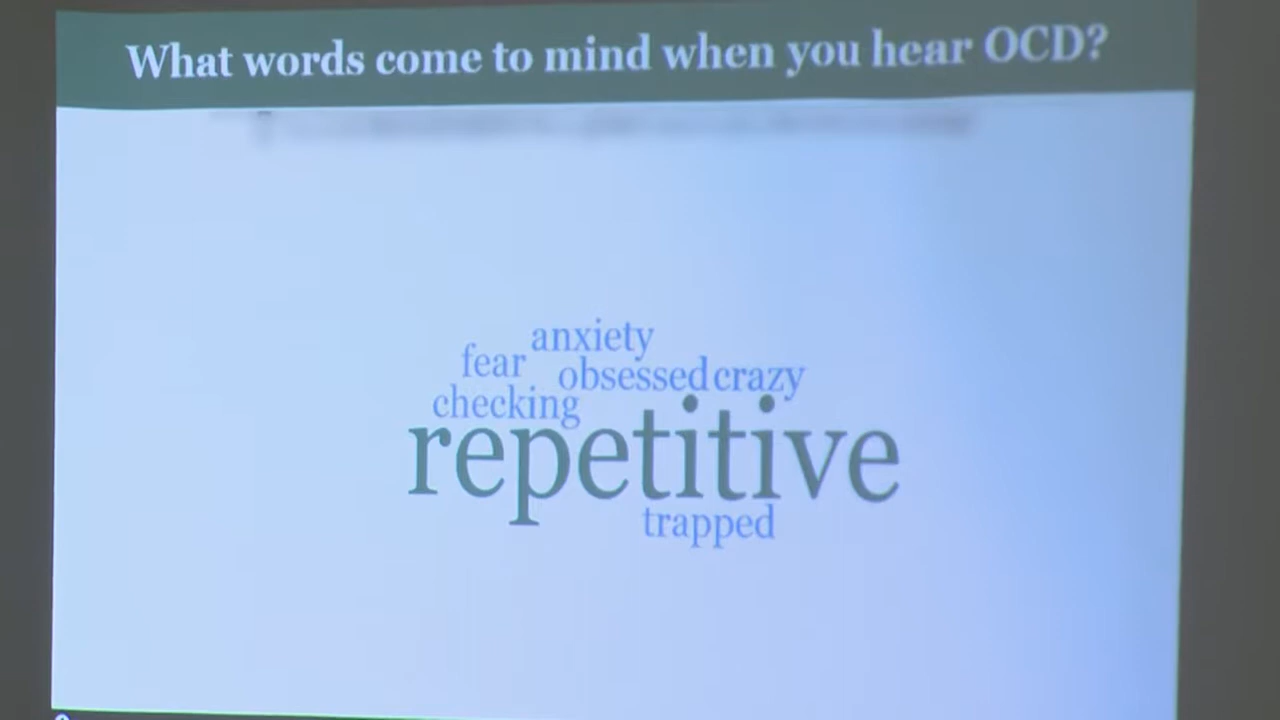 What words come to mind when you hear OCD?
anxiety
fear
obsessed crazy
checking
repetitive
trapped